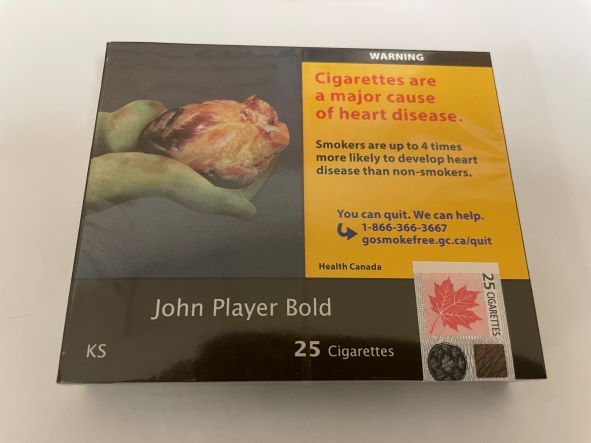 WARNING
Cigarettes are
a major cause
of heart disease.
Smokers are up to 4 times
more likely to develop heart
disease than non-smokers.
You can quit. We can help.
1-866-366-3667
gosmokefree.gc.ca/quit
Health Canada
John Player Bold
KS
25 Cigarettes
25 CIGARETTES